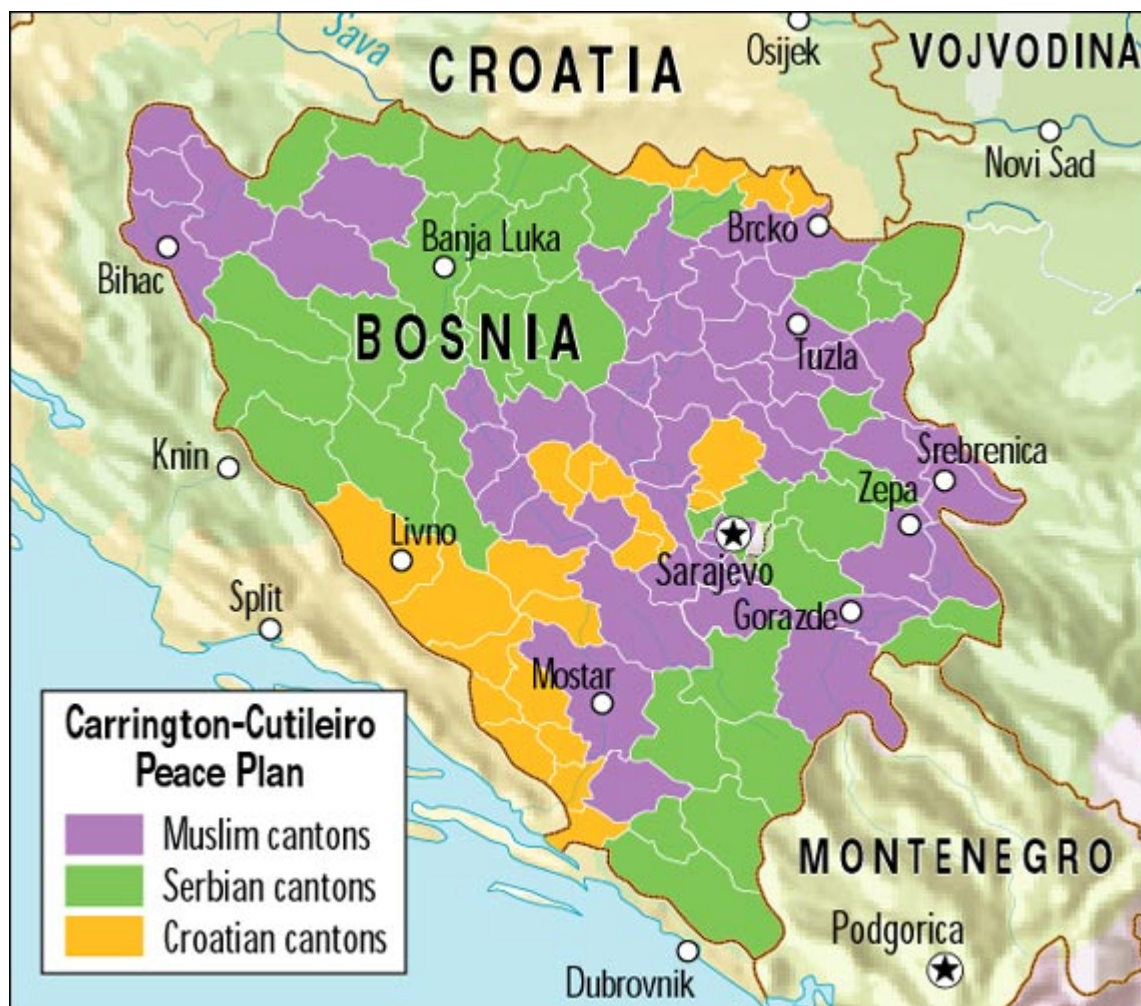 Sava
CROATIA
Osijek
VOJVODINA
Novi Sad
Brcko
Banja Luka
Bihac
BOSNIA
Tuzla
Knin
Srebrenica
Zepa
Livno
Sarajevo
Split
Gorazde
Mostar
Carrington-Cutileiro
Peace Plan
Muslim cantons
Serbian cantons
Croatian cantons
MONTENEGRO
Podgorica
Dubrovnik